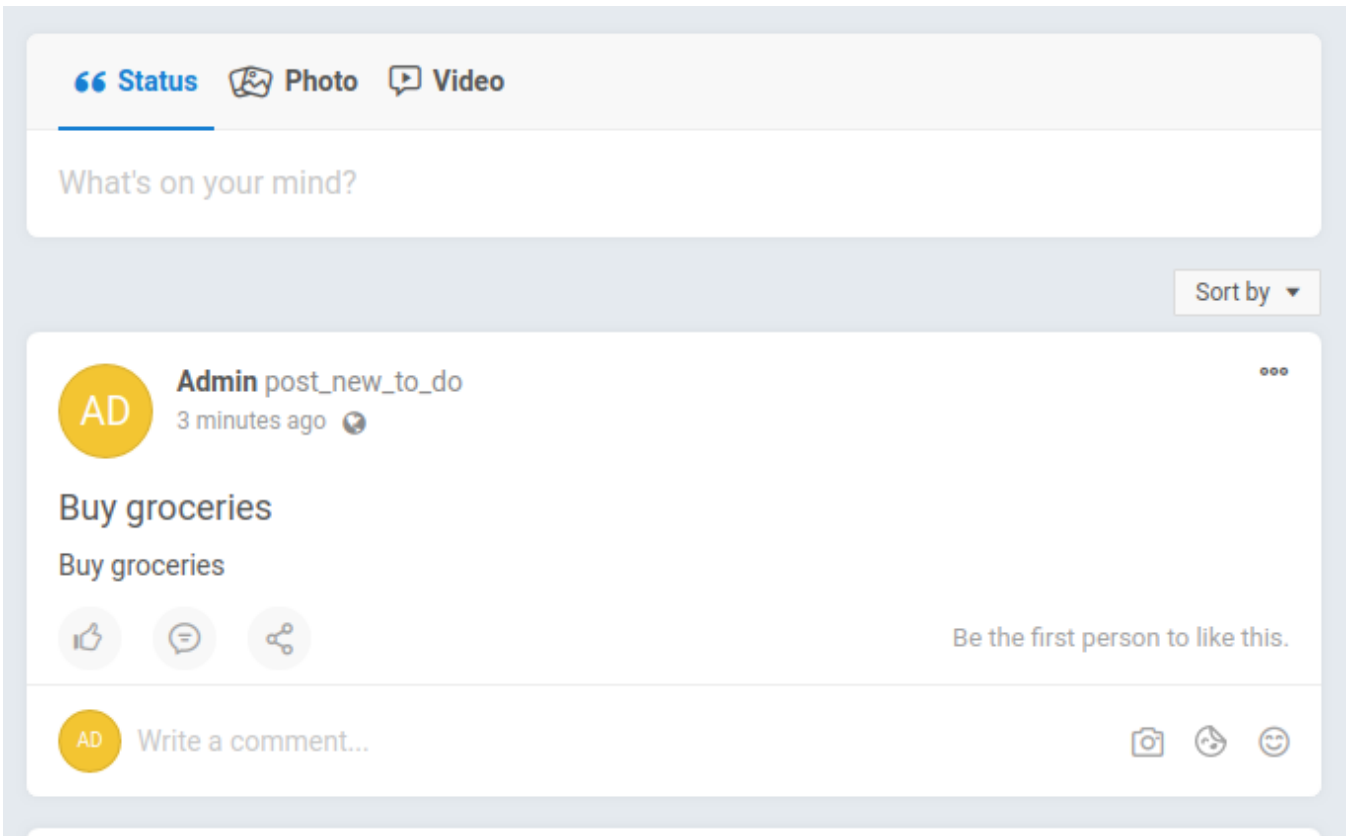 Status Photo Video
What's on your mind?
Sort by
AD
Admin post_new_to_do
3 minutes ago
Buy groceries
Buy groceries
Be the first person to like this.
AD Write a comment...